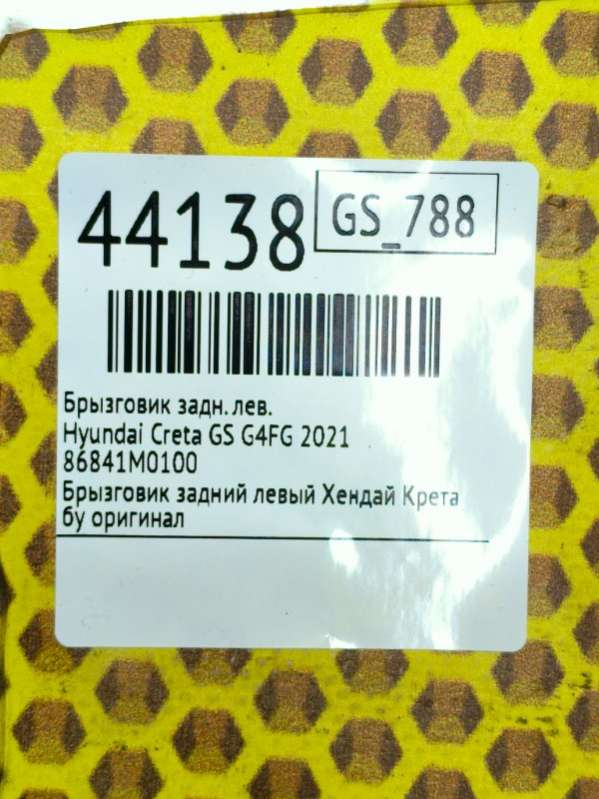 44138 GS_788
Брызговик задн. лев.
Hyundai Creta GS G4FG 2021
86841M0100
Брызговик задний левый Хендай Крета
бу оригинал